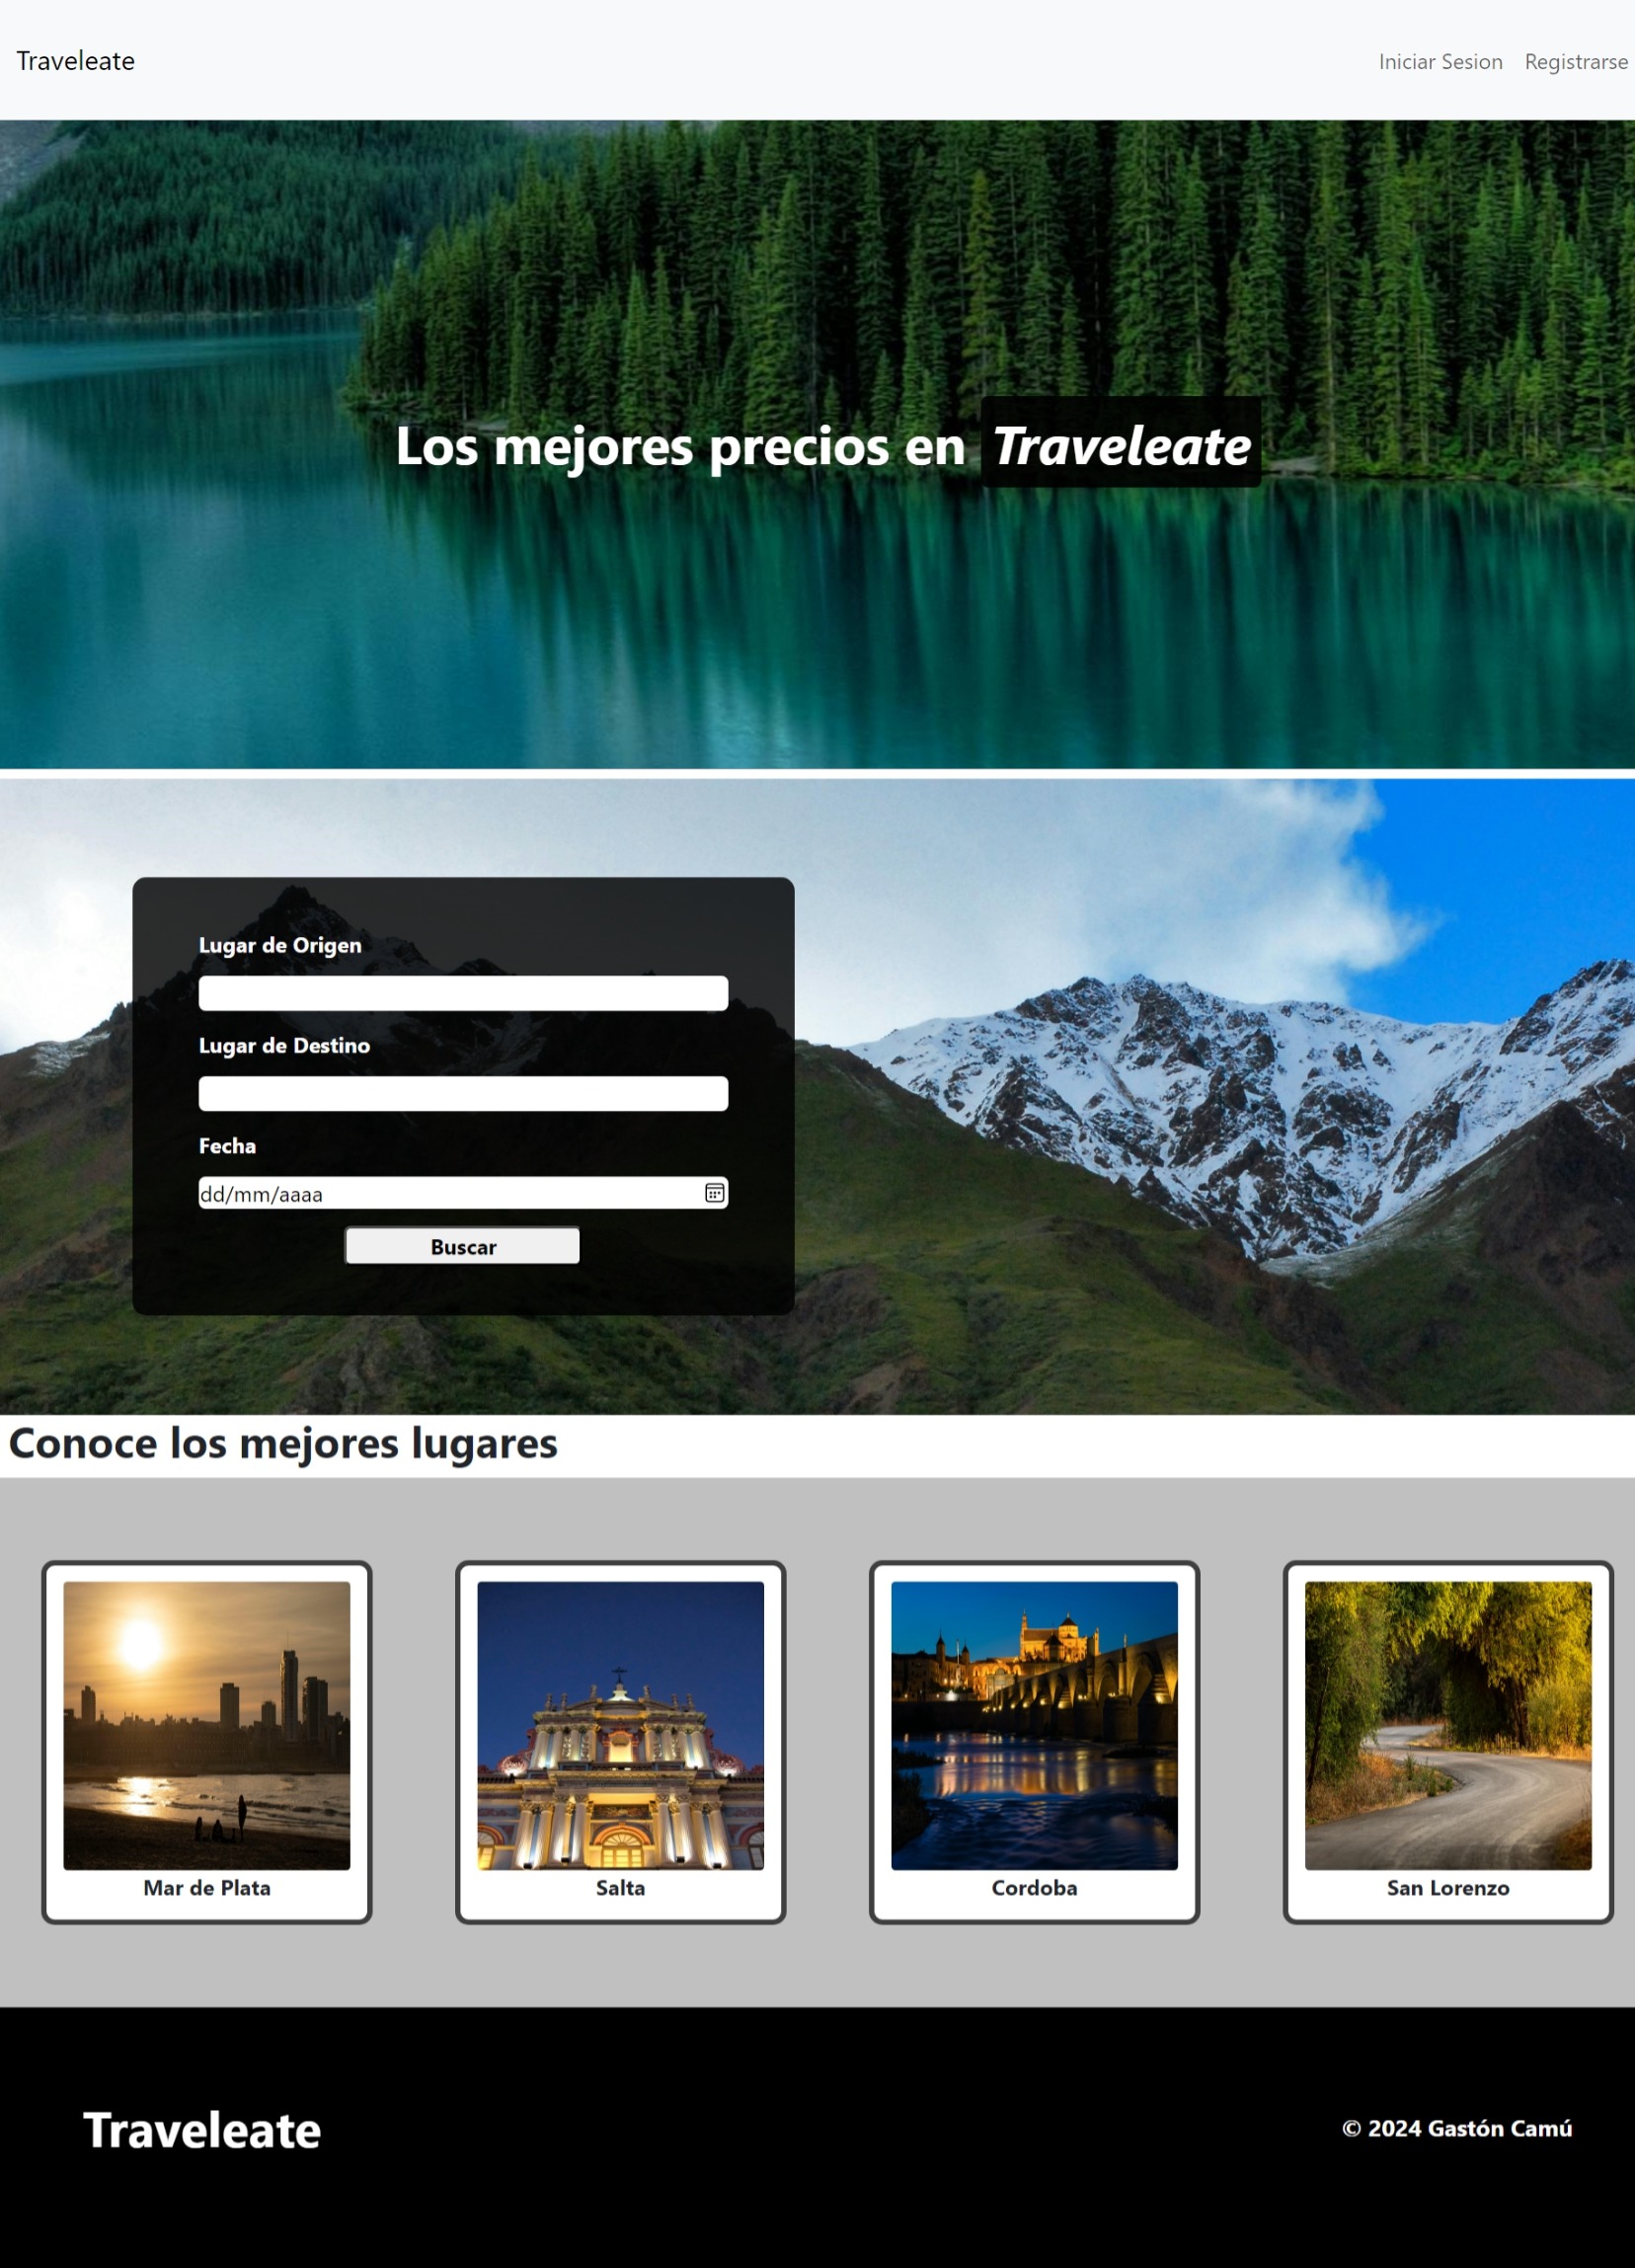 Traveleate
Iniciar Sesion Registrarse
Los mejores precios en Traveleate
Lugar de Origen
Lugar de Destino
Fecha
dd/mm/aaaa
Buscar
Conoce los mejores lugares
Mar de Plata
Salta
Cordoba
San Lorenzo
Traveleate
© 2024 Gastón Camú